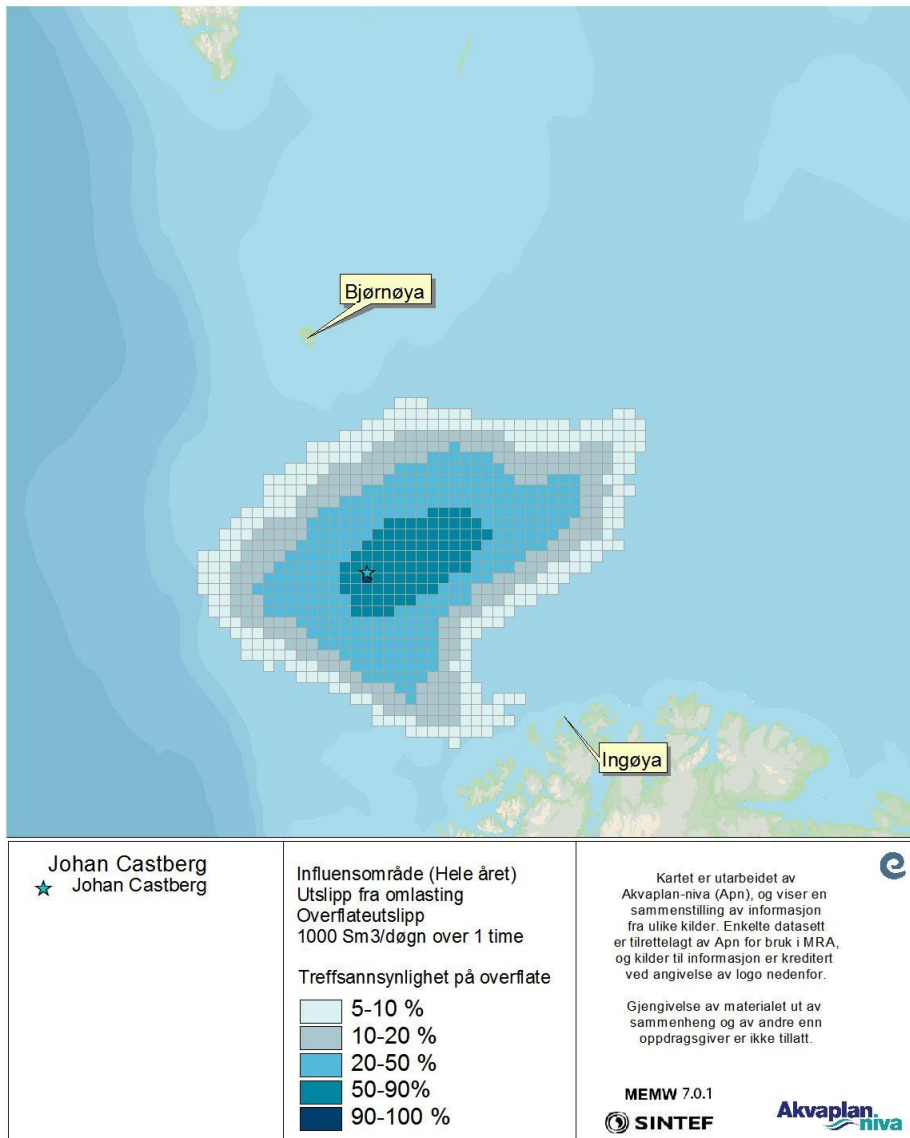 Bjørnøya
Ingøya
Johan Castberg
Johan Castberg
Influensområde (Hele året)
Utslipp fra omlasting
Overflateutslipp
1000 Sm3/døgn over 1 time
Treffsannsynlighet på overflate
5-10 %
10-20 %
20-50 %
50-90%
90-100 %
Kartet er utarbeidet av
Akvaplan-niva (Apn), og viser en
sammenstilling av informasjon
fra ulike kilder. Enkelte datasett
er tilrettelagt av Apn for bruk i MRA,
og kilder til informasjon er kreditert
ved angivelse av logo nedenfor.
Gjengivelse av materialet ut av
sammenheng og av andre enn
oppdragsgiver er ikke tillatt.
MEMW 7.0.1
SINTEF
Akvaplan
niva